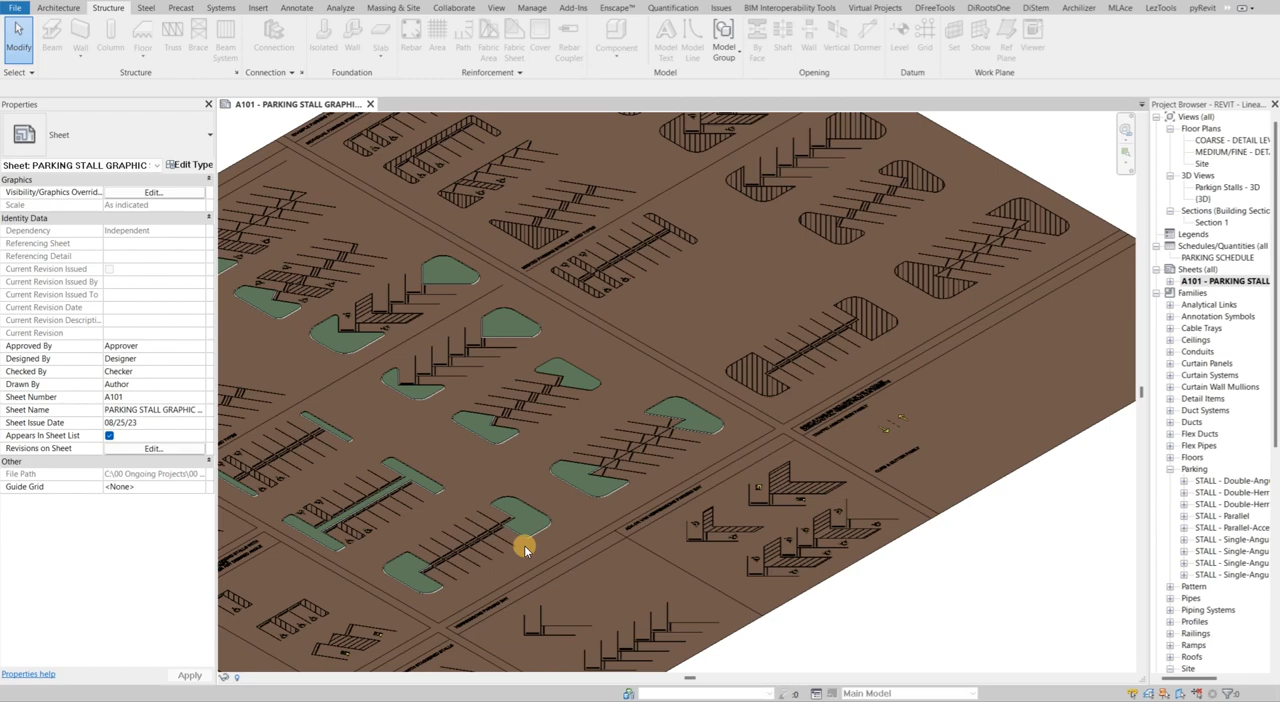 File Architecture Structure Steel Precast Systems Insert Annotate Analyze Massing & Site Collaborate View Manage Add-Ins Enscape™ Quantification Issues BIM Interoperability Tools Virtual Projects DFreeTools DiRootsOne DiStem Archilizer MLAce LezTools pyRevit
Modify Beam Wall Column Floor Truss Brace Beam System Connection Isolated Wall Slab Rebar Area Path Fabric Area Fabric Sheet Cover Rebar Coupler Component Model Text Model Line Model Group By Face Shaft Wall Vertical Dormer Level Grid Set Show Ref Plane Viewer
Select Structure Connection Foundation Reinforcement Model Opening Datum Work Plane
Properties
Sheet
Sheet: PARKING STALL GRAPHIC Edit Type
Graphics
Visibility/Graphics Overrid... Edit...
Scale As indicated
Identity Data
Dependency Independent
Referencing Sheet
Referencing Detail
Current Revision Issued
Current Revision Issued By
Current Revision Issued To
Current Revision Date
Current Revision Descripti...
Current Revision
Approved By Approver
Designed By Designer
Checked By Checker
Drawn By Author
Sheet Number A101
Sheet Name PARKING STALL GRAPHIC ...
Sheet Issue Date 08/25/23
Appears In Sheet List
Revisions on Sheet Edit...
Other
File Path C:\00 Ongoing Projects\00 ...
Guide Grid <None>
Properties help Apply
A101 - PARKING STALL GRAPHI...
Project Browser - REVIT - Linea...
Views (all)
Floor Plans
COARSE - DETAIL LEV
MEDIUM/FINE - DET
Site
3D Views
Parkign Stalls - 3D
{3D}
Sections (Building Sectio
Section 1
Legends
Schedules/Quantities (all
PARKING SCHEDULE
Sheets (all)
A101 - PARKING STALL
Families
Analytical Links
Annotation Symbols
Cable Trays
Ceilings
Conduits
Curtain Panels
Curtain Systems
Curtain Wall Mullions
Detail Items
Duct Systems
Ducts
Flex Ducts
Flex Pipes
Floors
Parking
STALL - Double-Ang
STALL - Double-Herr
STALL - Double-Herr
STALL - Parallel
STALL - Parallel-Acce
STALL - Single-Angu
STALL - Single-Angu
STALL - Single-Angu
STALL - Single-Angu
Pattern
Pipes
Piping Systems
Profiles
Railings
Ramps
Roofs
Site
:0 Main Model :0